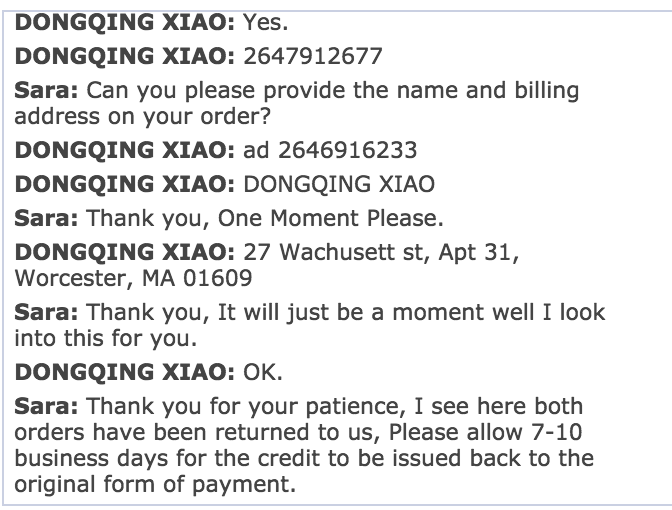 DONGQING XIAO: Yes.
DONGQING XIAO: 2647912677
Sara: Can you please provide the name and billing
address on your order?
DONGQING XIAO: ad 2646916233
DONGQING XIAO: DONGQING XIAO
Sara: Thank you, One Moment Please.
DONGQING XIAO: 27 Wachusett st, Apt 31,
Worcester, MA 01609
Sara: Thank you, It will just be a moment well I look
into this for you.
DONGQING XIAO: OK.
Sara: Thank you for your patience, I see here both
orders have been returned to us, Please allow 7-10
business days for the credit to be issued back to the
original form of payment.